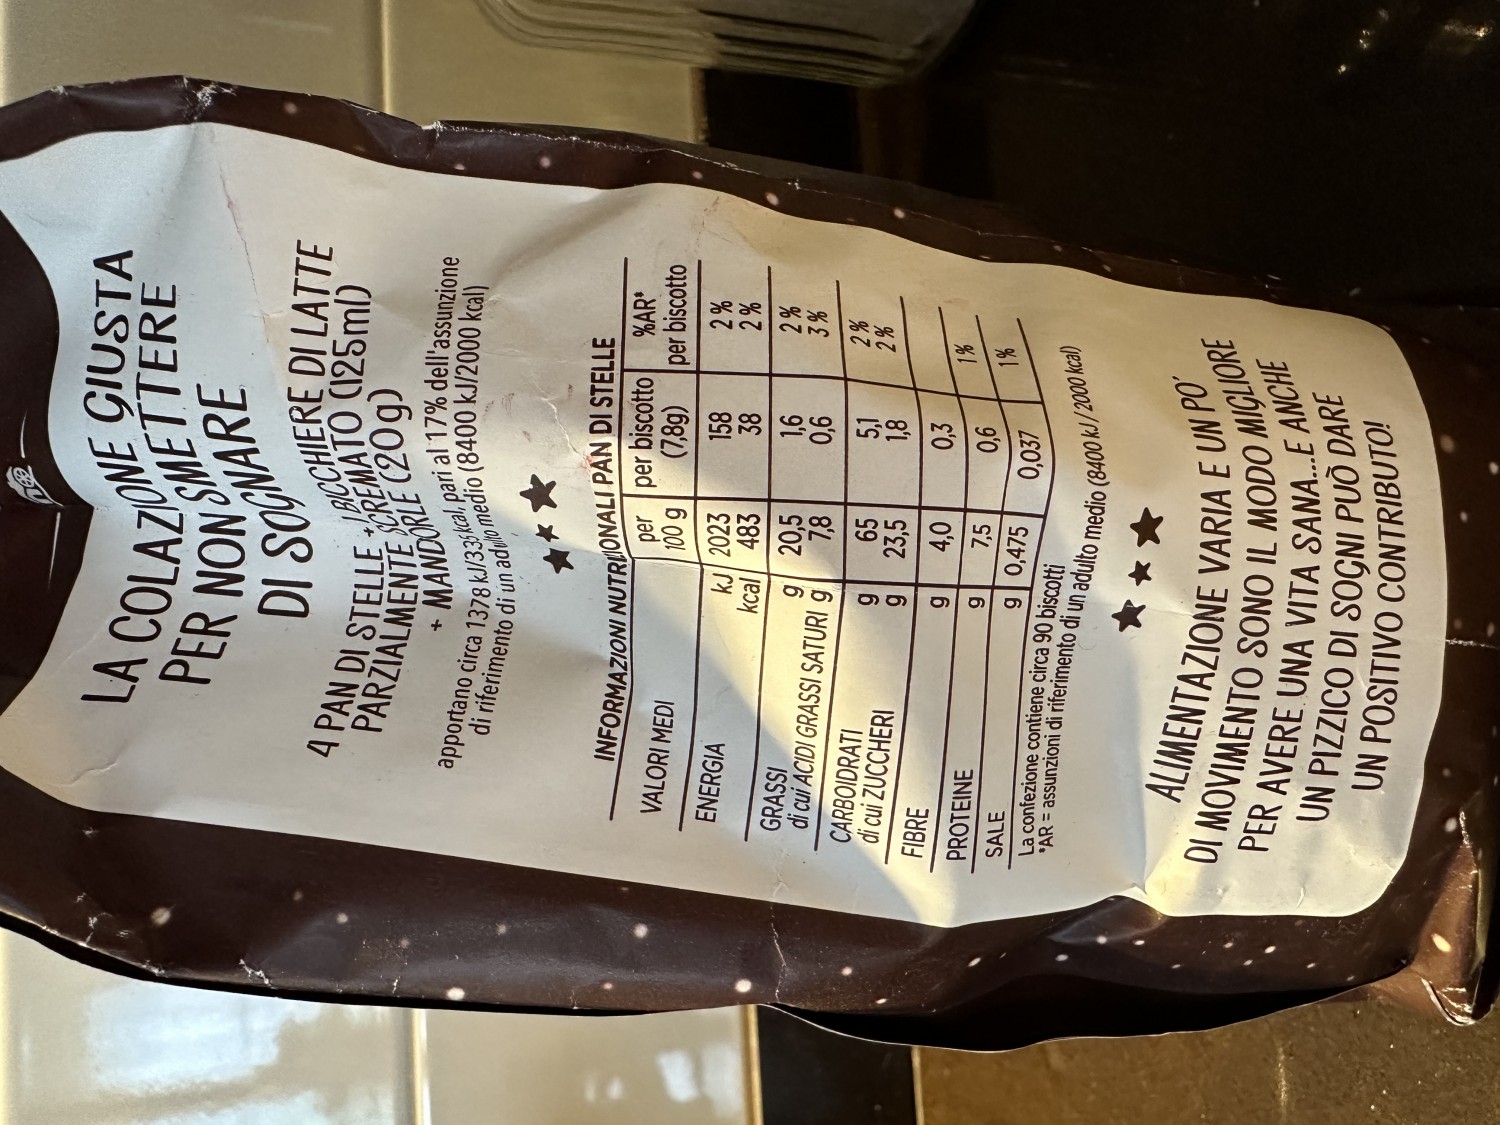 LA COLAZIONE GIUSTA
PER NON SMETTERE
DI SOGNARE
4 PAN DI STELLE + 1 BICCHIERE DI LATTE
PARZIALMENTE SCREMATO (125ml)
+ MANDORLE (20g)
apportano circa 1378 kJ/335kcal, pari al 17% dell'assunzione
di riferimento di un adulto medio (8400 kJ/2000 kcal)
INFORMAZIONI NUTRIZIONALI PAN DI STELLE
VALORI MEDI per 100 g per biscotto (7,8g) %AR* per biscotto
ENERGIA kJ 2023 158 2%
kcal 483 38 2%
GRASSI g 20,5 1,6 2%
di cui ACIDI GRASSI SATURI g 7,8 0,6 3%
CARBOIDRATI g 65 5,1 2%
di cui ZUCCHERI g 23,5 1,8 2%
FIBRE g 4,0 0,3
PROTEINE g 7,5 0,6 1%
SALE g 0,475 0,037 1%
La confezione contiene circa 90 biscotti
*AR = assunzioni di riferimento di un adulto medio (8400 kJ / 2000 kcal)
ALIMENTAZIONE VARIA E UN PO'
DI MOVIMENTO SONO IL MODO MIGLIORE
PER AVERE UNA VITA SANA...E ANCHE
UN PIZZICO DI SOGNI PUÒ DARE
UN POSITIVO CONTRIBUTO!